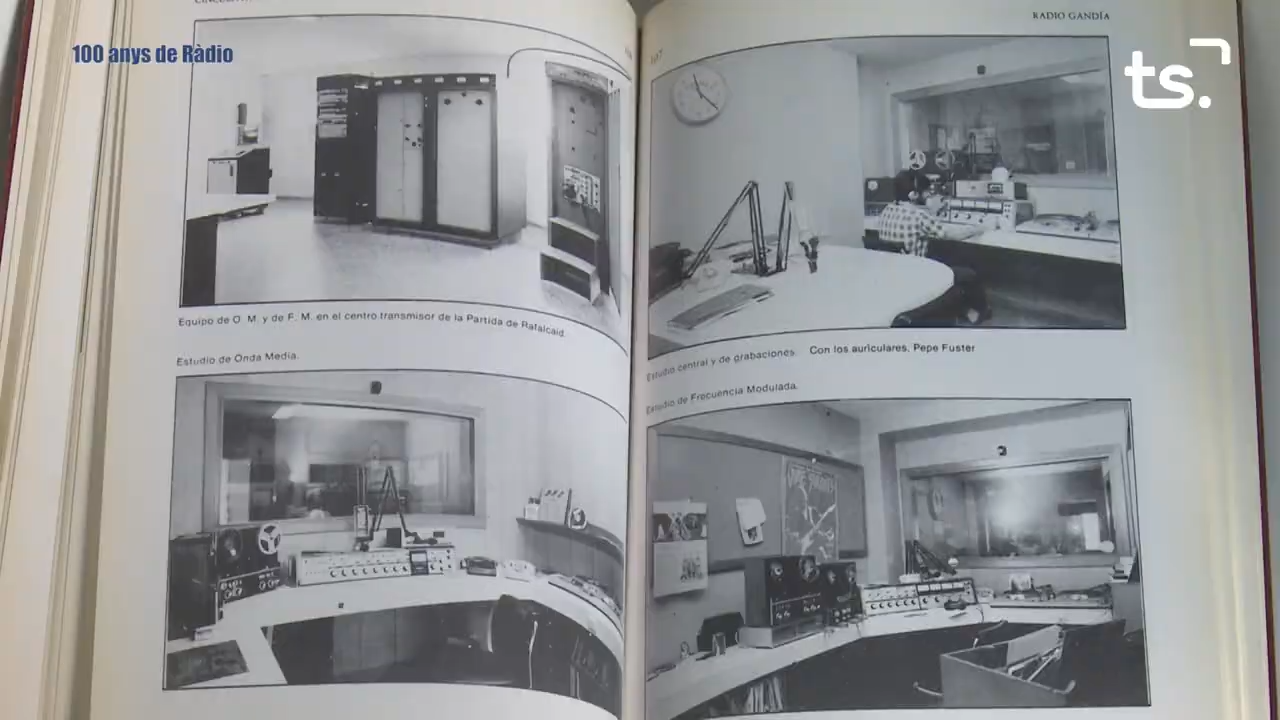 100 anys de Ràdio
ts.
Equipo de O. M. y de F. M. en el centro transmisor de la Partida de Rafalcaid.
Estudio de Onda Media.
RADIO GANDÍA
107
Estudio central y de grabaciones. Con los auriculares, Pepe Fuster
Estudio de Frecuencia Modulada.